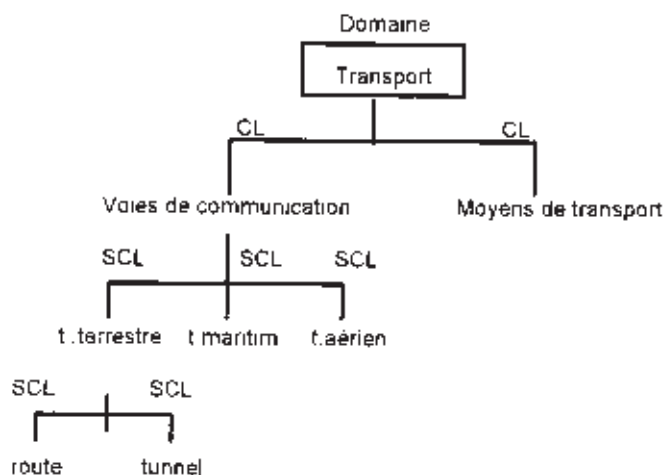 Domaine
Transport
CL CL
Voies de communication Moyens de transport
SCL SCL SCL
t.terrestre t maritim t.aérien
SCL SCL
route tunnel